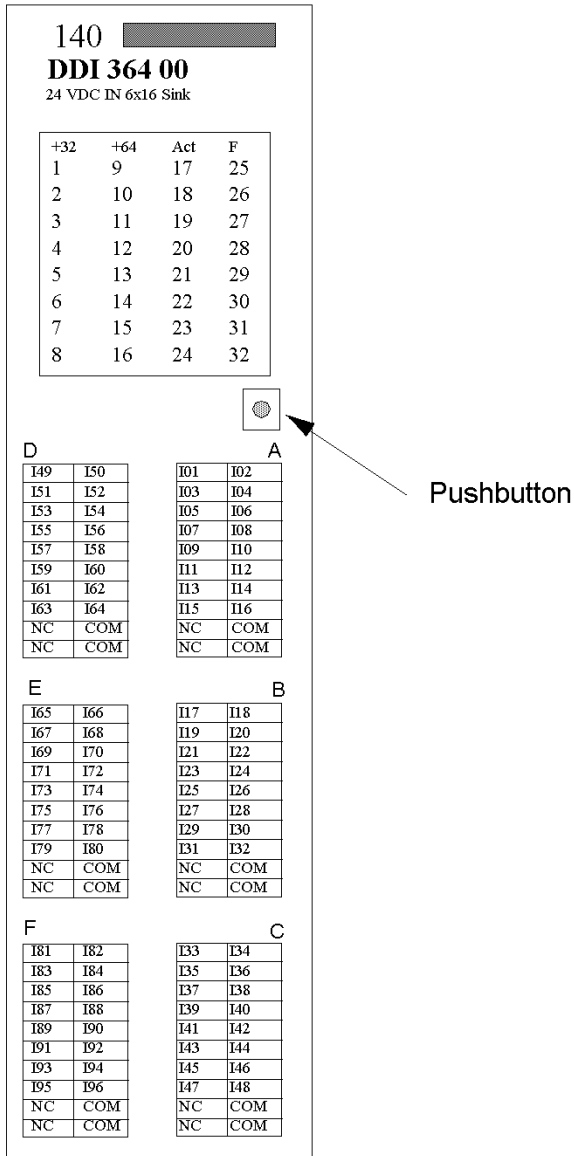 140
DDI 364 00
24 VDC IN 6x16 Sink
+32 +64 Act F
1 9 17 25
2 10 18 26
3 11 19 27
4 12 20 28
5 13 21 29
6 14 22 30
7 15 23 31
8 16 24 32
Pushbutton
D
I49 I50
I51 I52
I53 I54
I55 I56
I57 I58
I59 I60
I61 I62
I63 I64
NC COM
NC COM
A
I01 I02
I03 I04
I05 I06
I07 I08
I09 I10
I11 I12
I13 I14
I15 I16
NC COM
NC COM
E
I65 I66
I67 I68
I69 I70
I71 I72
I73 I74
I75 I76
I77 I78
I79 I80
NC COM
NC COM
B
I17 I18
I19 I20
I21 I22
I23 I24
I25 I26
I27 I28
I29 I30
I31 I32
NC COM
NC COM
F
I81 I82
I83 I84
I85 I86
I87 I88
I89 I90
I91 I92
I93 I94
I95 I96
NC COM
NC COM
C
I33 I34
I35 I36
I37 I38
I39 I40
I41 I42
I43 I44
I45 I46
I47 I48
NC COM
NC COM